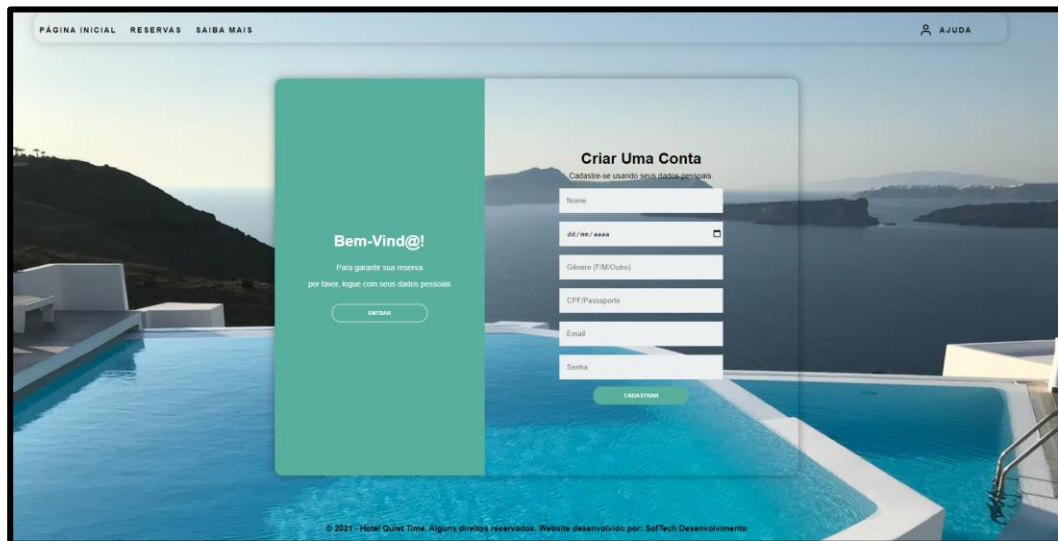 PÁGINA INICIAL RESERVAS SAIBA MAIS AJUDA
Bem-Vind@!
Para garantir sua reserva
por favor, logue com seus dados pessoais
ENTRAR
Criar Uma Conta
Cadastre-se usando seus dados pessoais.
Nome
dd/mm/aaaa
Gênero (F/M/Outro)
CPF/Passaporte
Email
Senha
CADASTRAR
© 2021 - Hotel Quiet Time. Alguns direitos reservados. Website desenvolvido por: SofTech Desenvolvimento